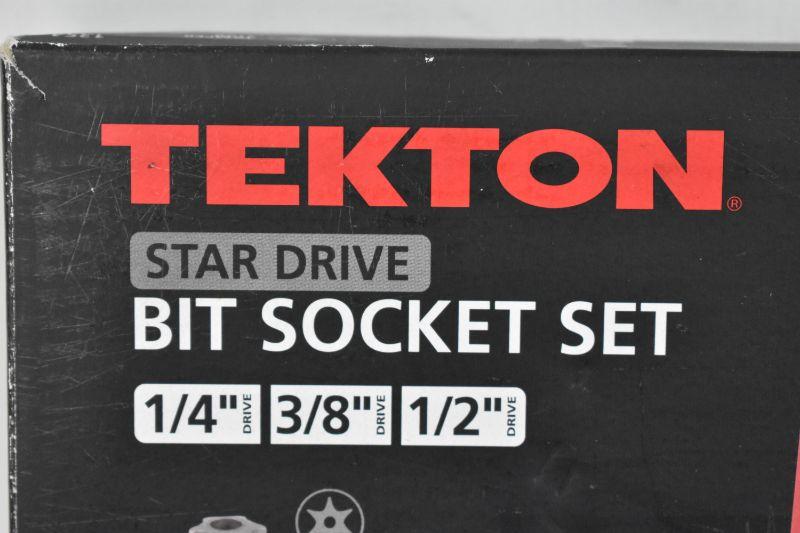 TEKTON®
STAR DRIVE
BIT SOCKET SET
1/4" DRIVE 3/8" DRIVE 1/2" DRIVE